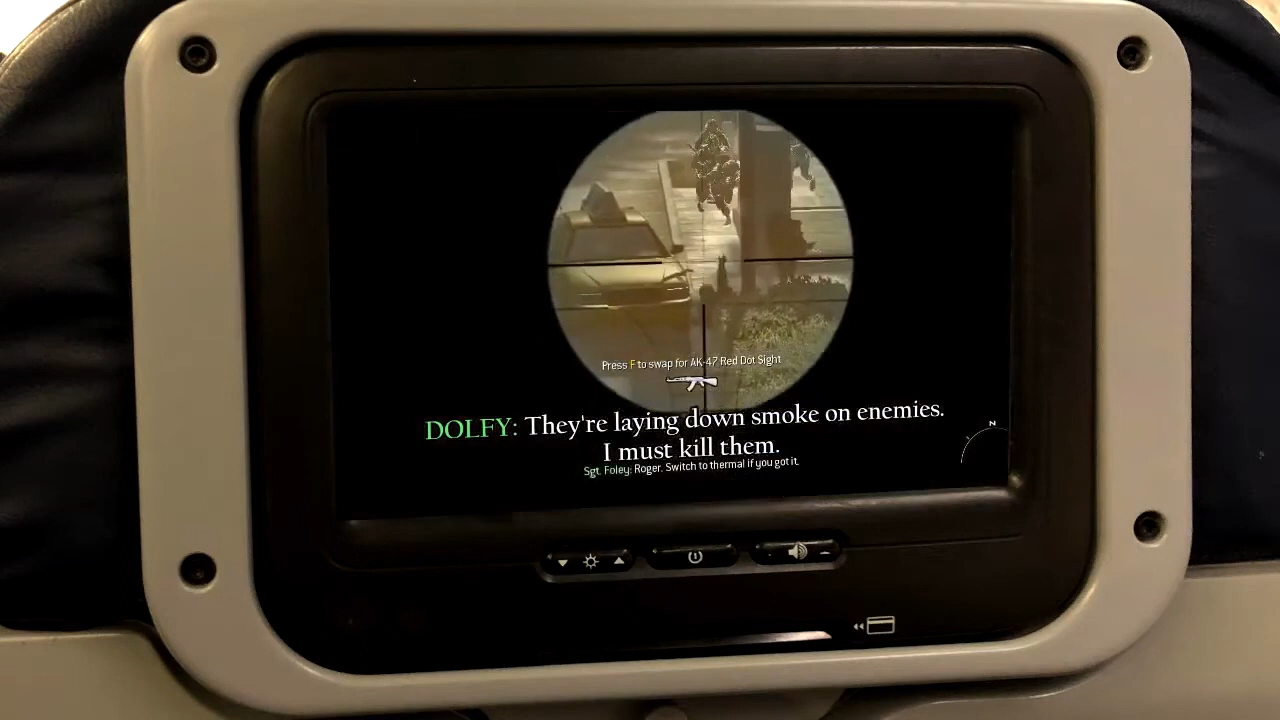 Press F to swap for AK-47 Red Dot Sight
DOLFY: They're laying down smoke on enemies.
I must kill them.
Sgt. Foley: Roger. Switch to thermal if you got it.
N